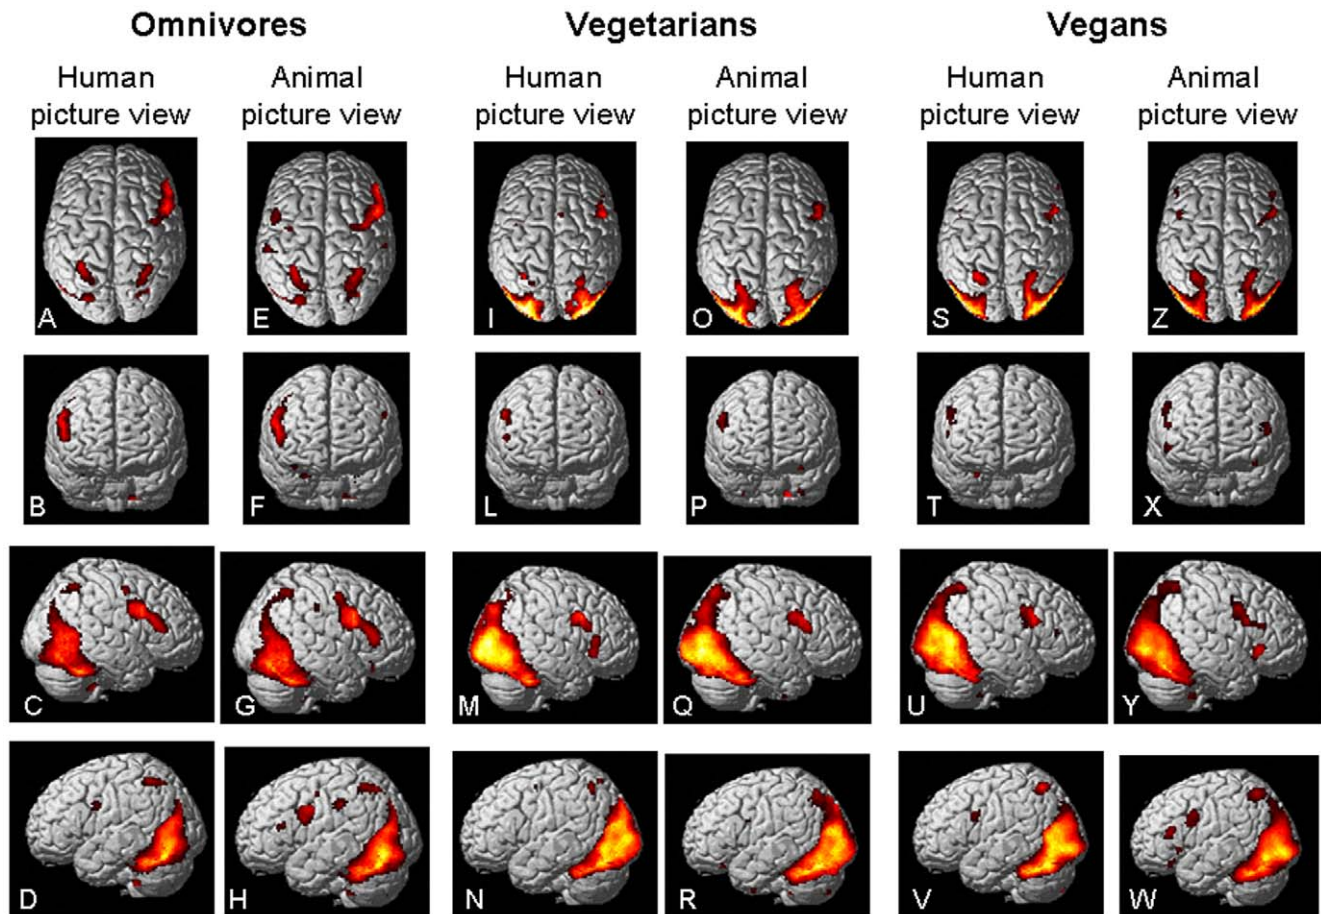 Omnivores Vegetarians Vegans
Human Animal Human Animal Human Animal
picture view picture view picture view picture view picture view picture view
A E I O S Z
B F L P T X
C G M Q U Y
D H N R V W